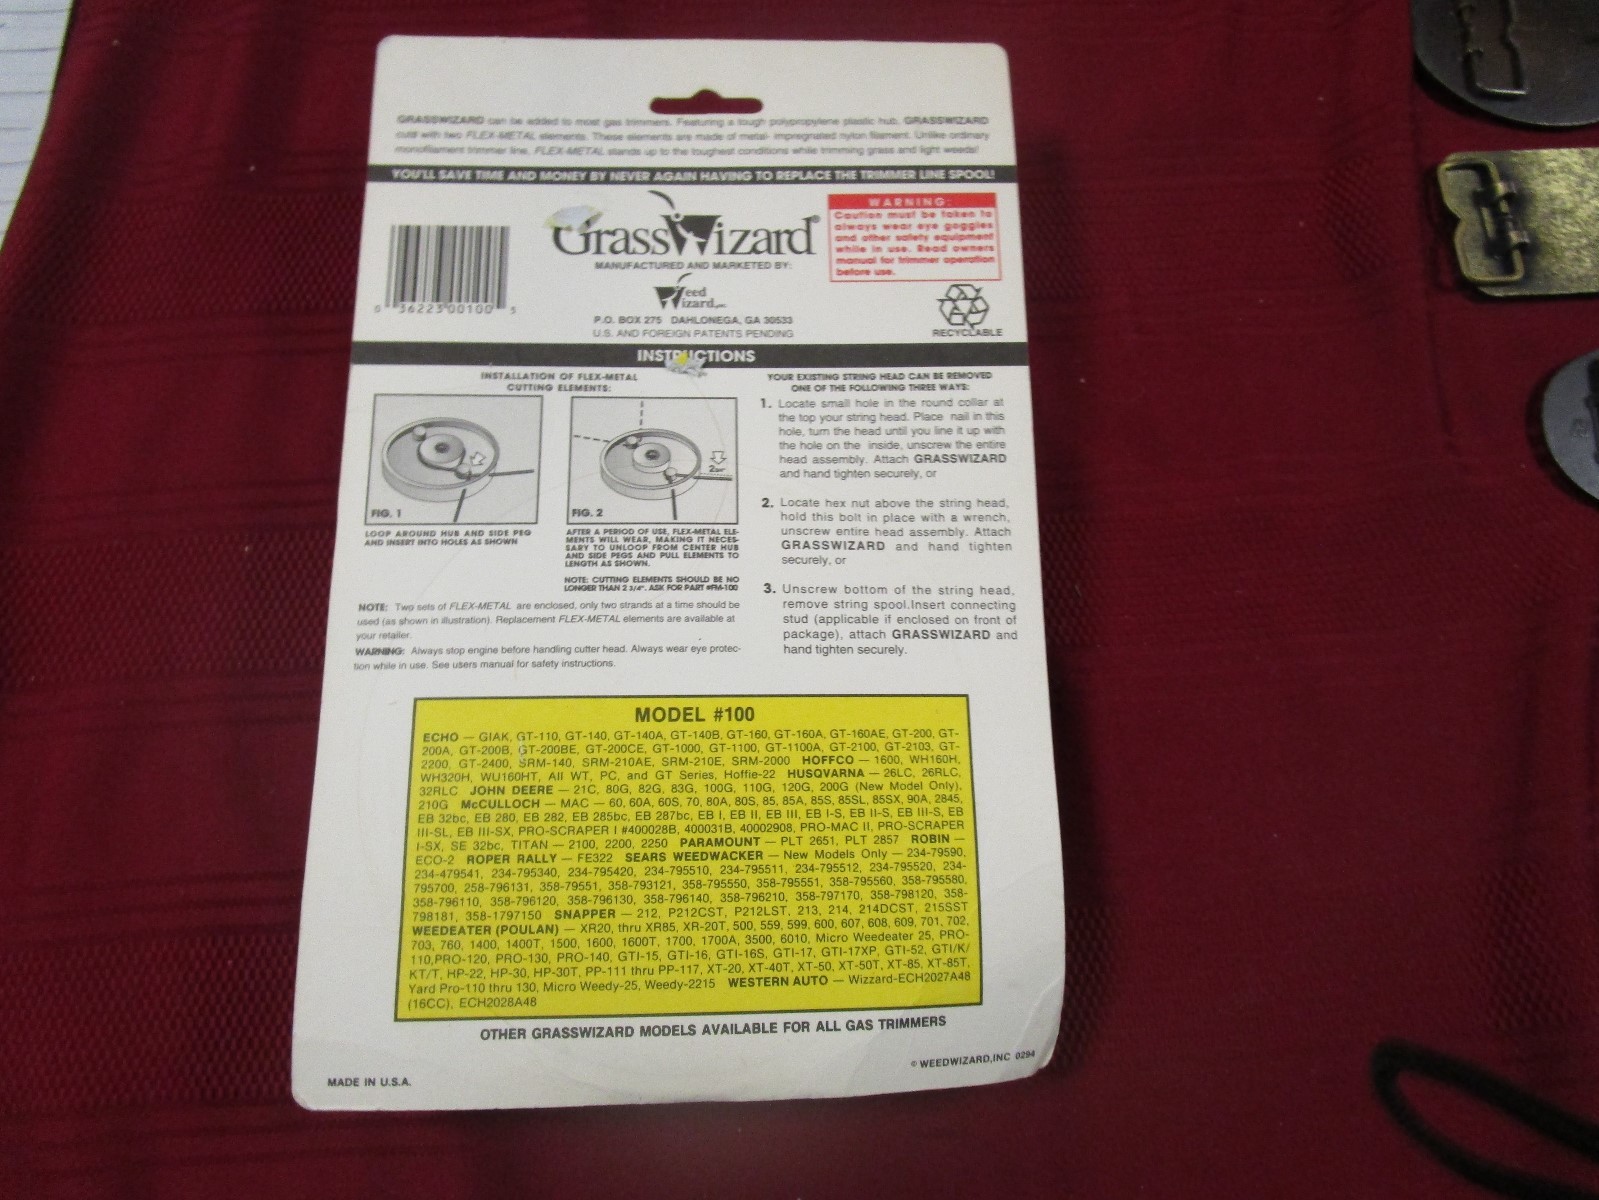 GRASSWIZARD can be added to most gas trimmers. Featuring a tough polypropylene plastic hub, GRASSWIZARD
cuts with two FLEX-METAL elements. These elements are made of metal- impregnated nylon filament. Unlike ordinary
monofilament trimmer line, FLEX-METAL stands up to the toughest conditions while trimming grass and light weeds!
YOU'LL SAVE TIME AND MONEY BY NEVER AGAIN HAVING TO REPLACE THE TRIMMER LINE SPOOL!
GrassWizard®
MANUFACTURED AND MARKETED BY:
Weed
Wizard, INC.
P.O. BOX 275 DAHLONEGA, GA 30533
U.S. AND FOREIGN PATENTS PENDING
0 36223 00100 5
WARNING:
Caution must be taken to
always wear eye goggles
and other safety equipment
while in use. Read owners
manual for trimmer operation
before use.
RECYCLABLE
INSTRUCTIONS
INSTALLATION OF FLEX-METAL
CUTTING ELEMENTS:
FIG. 1
LOOP AROUND HUB AND SIDE PEG
AND INSERT INTO HOLES AS SHOWN
2 3/4"
FIG. 2
AFTER A PERIOD OF USE, FLEX-METAL ELE-
MENTS WILL WEAR, MAKING IT NECES-
SARY TO UNLOOP FROM CENTER HUB
AND SIDE PEGS AND PULL ELEMENTS TO
LENGTH AS SHOWN.
NOTE: CUTTING ELEMENTS SHOULD BE NO
LONGER THAN 2 3/4". ASK FOR PART #FM-100
NOTE: Two sets of FLEX-METAL are enclosed, only two strands at a time should be
used (as shown in illustration). Replacement FLEX-METAL elements are available at
your retailer.
WARNING: Always stop engine before handling cutter head. Always wear eye protec-
tion while in use. See users manual for safety instructions.
YOUR EXISTING STRING HEAD CAN BE REMOVED
ONE OF THE FOLLOWING THREE WAYS:
1. Locate small hole in the round collar at
the top your string head. Place nail in this
hole, turn the head until you line it up with
the hole on the inside, unscrew the entire
head assembly. Attach GRASSWIZARD
and hand tighten securely, or
2. Locate hex nut above the string head,
hold this bolt in place with a wrench,
unscrew entire head assembly. Attach
GRASSWIZARD and hand tighten
securely, or
3. Unscrew bottom of the string head,
remove string spool.Insert connecting
stud (applicable if enclosed on front of
package), attach GRASSWIZARD and
hand tighten securely.
MODEL #100
ECHO — GIAK, GT-110, GT-140, GT-140A, GT-140B, GT-160, GT-160A, GT-160AE, GT-200, GT-
200A, GT-200B, GT-200BE, GT-200CE, GT-1000, GT-1100, GT-1100A, GT-2100, GT-2103, GT-
2200, GT-2400, SRM-140, SRM-210AE, SRM-210E, SRM-2000 HOFFCO — 1600, WH160H,
WH320H, WU160HT, All WT, PC, and GT Series, Hoffie-22 HUSQVARNA — 26LC, 26RLC,
32RLC JOHN DEERE — 21C, 80G, 82G, 83G, 100G, 110G, 120G, 200G (New Model Only),
210G McCULLOCH — MAC — 60, 60A, 60S, 70, 80A, 80S, 85, 85A, 85S, 85SL, 85SX, 90A, 2845,
EB 32bc, EB 280, EB 282, EB 285bc, EB 287bc, EB I, EB II, EB III, EB I-S, EB II-S, EB III-S, EB
III-SL, EB III-SX, PRO-SCRAPER I #400028B, 400031B, 40002908, PRO-MAC II, PRO-SCRAPER
I-SX, SE 32bc, TITAN — 2100, 2200, 2250 PARAMOUNT — PLT 2651, PLT 2857 ROBIN —
ECO-2 ROPER RALLY — FE322 SEARS WEEDWACKER — New Models Only — 234-79590,
234-479541, 234-795340, 234-795420, 234-795510, 234-795511, 234-795512, 234-795520, 234-
795700, 258-796131, 358-79551, 358-793121, 358-795550, 358-795551, 358-795560, 358-795580,
358-796110, 358-796120, 358-796130, 358-796140, 358-796210, 358-797170, 358-798120, 358-
798181, 358-1797150 SNAPPER — 212, P212CST, P212LST, 213, 214, 214DCST, 215SST
WEEDEATER (POULAN) — XR20, thru XR85, XR-20T, 500, 559, 599, 600, 607, 608, 609, 701, 702,
703, 760, 1400, 1400T, 1500, 1600, 1600T, 1700, 1700A, 3500, 6010, Micro Weedeater 25, PRO-
110,PRO-120, PRO-130, PRO-140, GTI-15, GTI-16, GTI-16S, GTI-17, GTI-17XP, GTI-52, GTI/K/
KT/T, HP-22, HP-30, HP-30T, PP-111 thru PP-117, XT-20, XT-40T, XT-50, XT-50T, XT-85, XT-85T,
Yard Pro-110 thru 130, Micro Weedy-25, Weedy-2215 WESTERN AUTO — Wizzard-ECH2027A48
(16CC), ECH2028A48
OTHER GRASSWIZARD MODELS AVAILABLE FOR ALL GAS TRIMMERS
© WEEDWIZARD,INC 0294
MADE IN U.S.A.